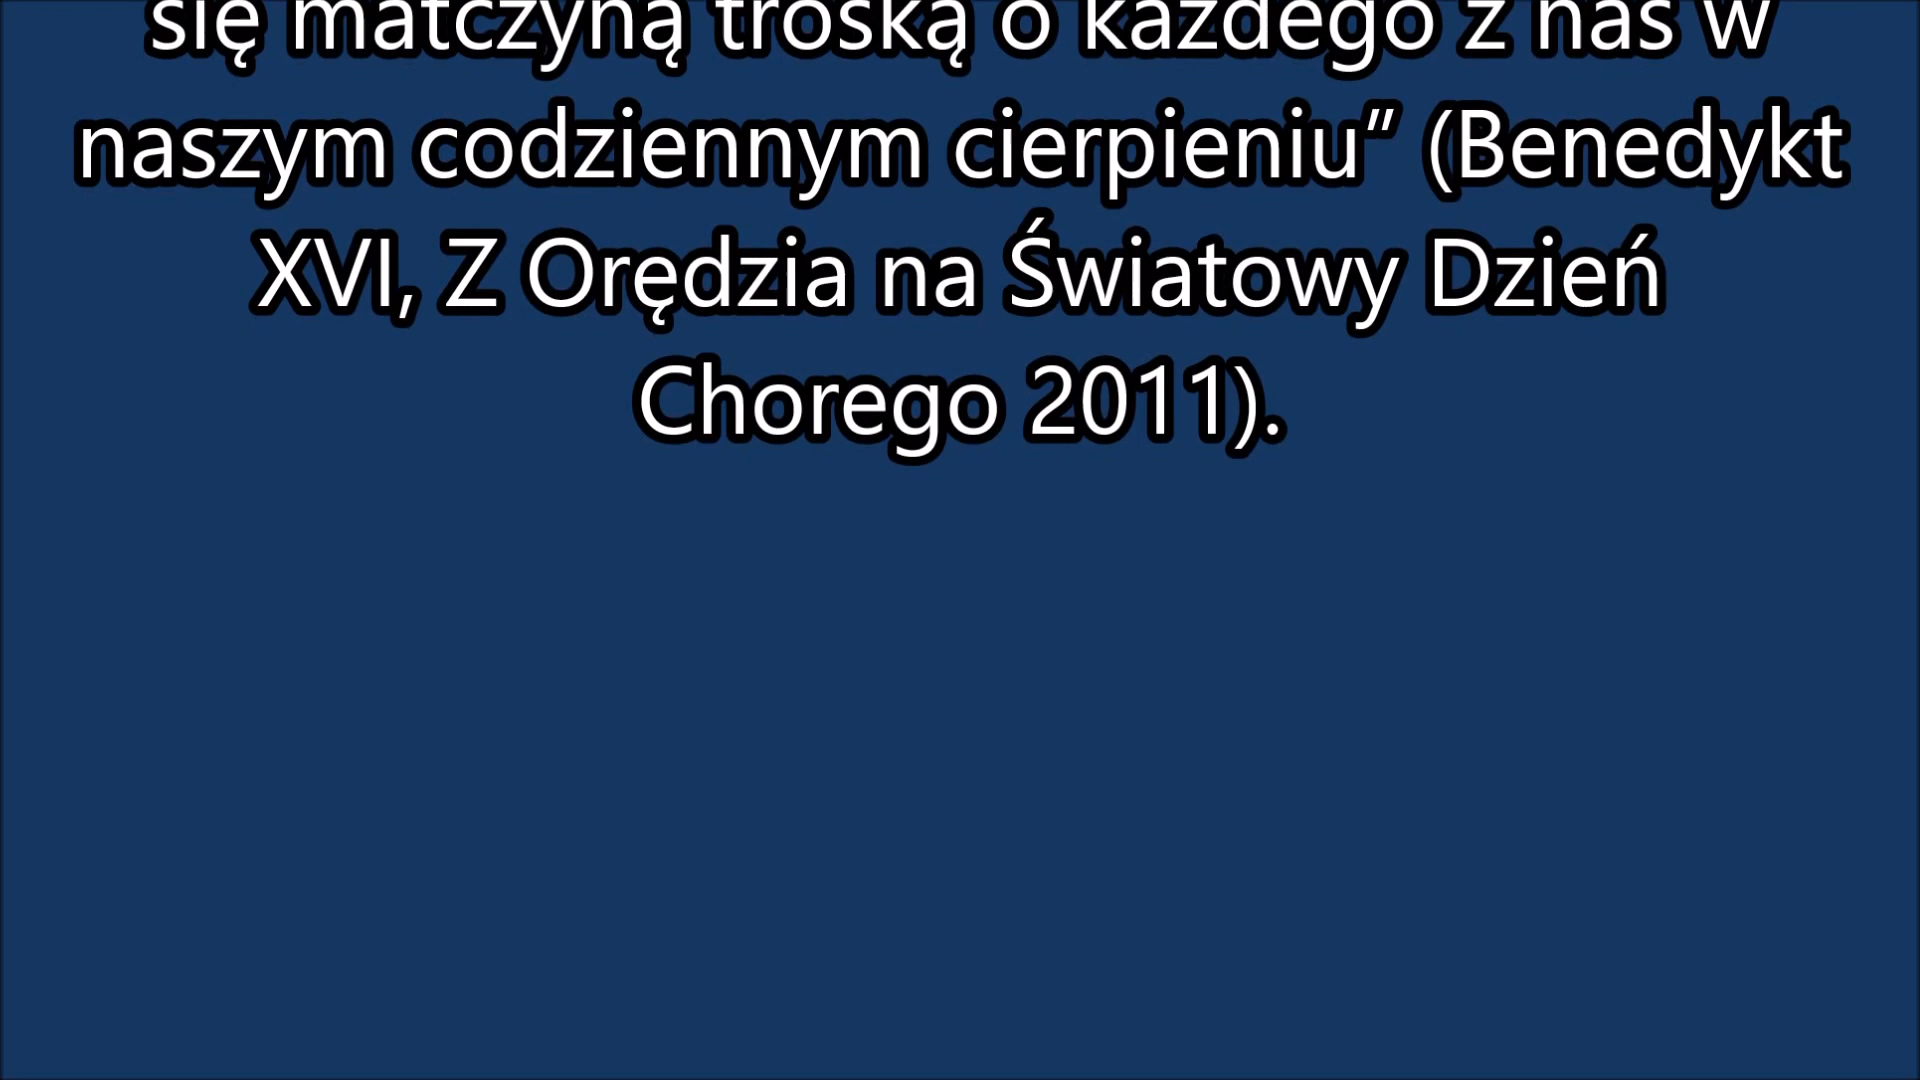 się matczyną troską o każdego z nas w
naszym codziennym cierpieniu” (Benedykt
XVI, Z Orędzia na Światowy Dzień
Chorego 2011).